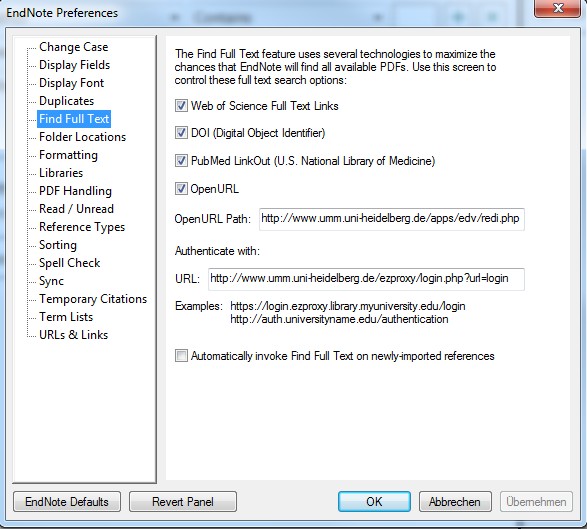 EndNote Preferences
Change Case
Display Fields
Display Font
Duplicates
Find Full Text
Folder Locations
Formatting
Libraries
PDF Handling
Read / Unread
Reference Types
Sorting
Spell Check
Sync
Temporary Citations
Term Lists
URLs & Links
The Find Full Text feature uses several technologies to maximize the
chances that EndNote will find all available PDFs. Use this screen to
control these full text search options:
Web of Science Full Text Links
DOI (Digital Object Identifier)
PubMed LinkOut (U.S. National Library of Medicine)
OpenURL
OpenURL Path: http://www.umm.uni-heidelberg.de/apps/edv/redi.php
Authenticate with:
URL: http://www.umm.uni-heidelberg.de/ezproxy/login.php?url=login
Examples: https://login.ezproxy.library.myuniversity.edu/login
http://auth.universityname.edu/authentication
Automatically invoke Find Full Text on newly-imported references
EndNote Defaults Revert Panel OK Abbrechen Übernehmen